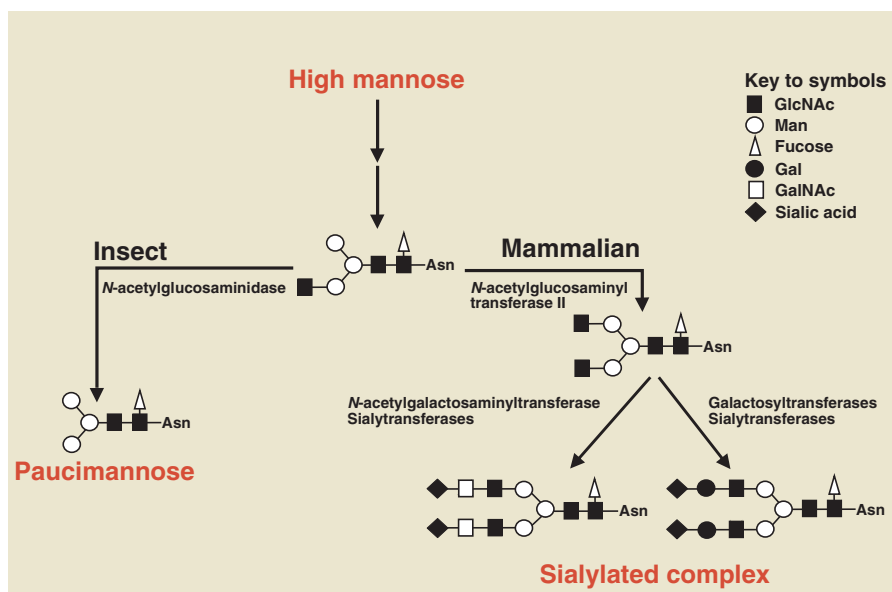 High mannose
Key to symbols
GlcNAc
Man
Fucose
Gal
GalNAc
Sialic acid
Insect
Mammalian
Asn
N-acetylglucosaminidase
N-acetylglucosaminyl
transferase II
Asn
N-acetylgalactosaminyltransferase
Sialytransferases
Galactosyltransferases
Sialytransferases
Asn
Paucimannose
Asn
Asn
Sialylated complex